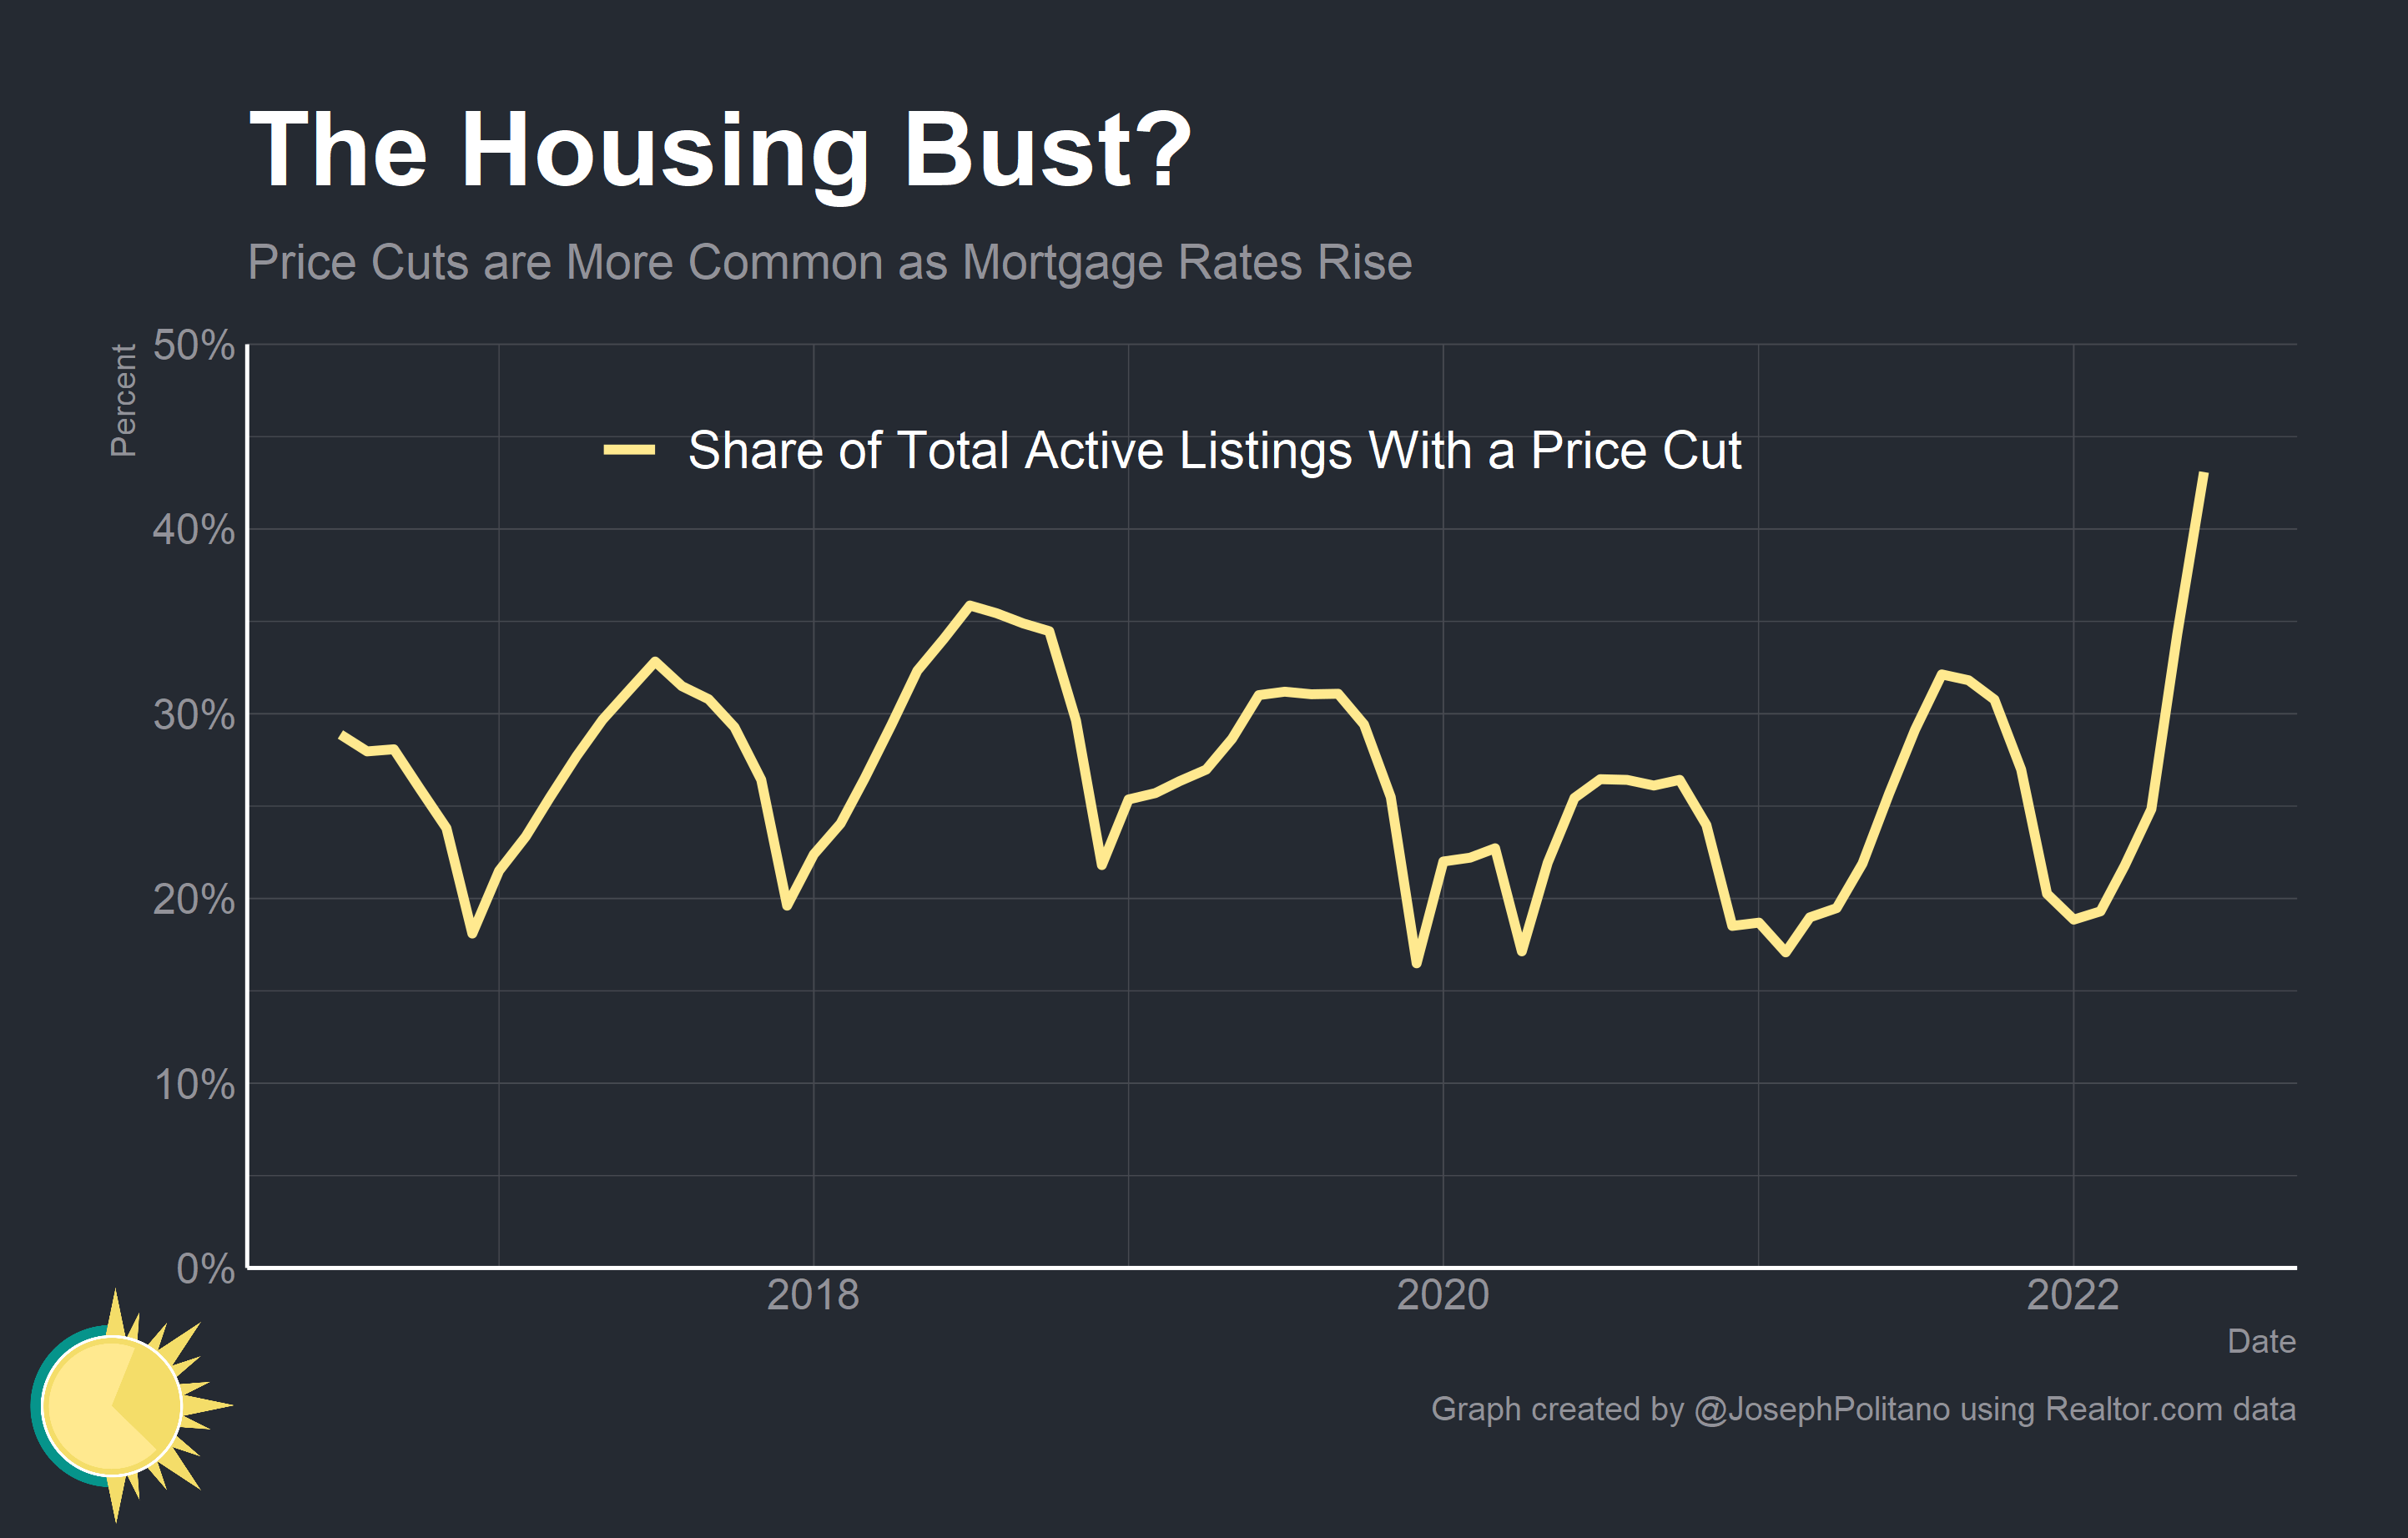 The Housing Bust?
Price Cuts are More Common as Mortgage Rates Rise
Percent
50%
Share of Total Active Listings With a Price Cut
40%
30%
20%
10%
0%
2018
2020
2022
Date
Graph created by @JosephPolitano using Realtor.com data